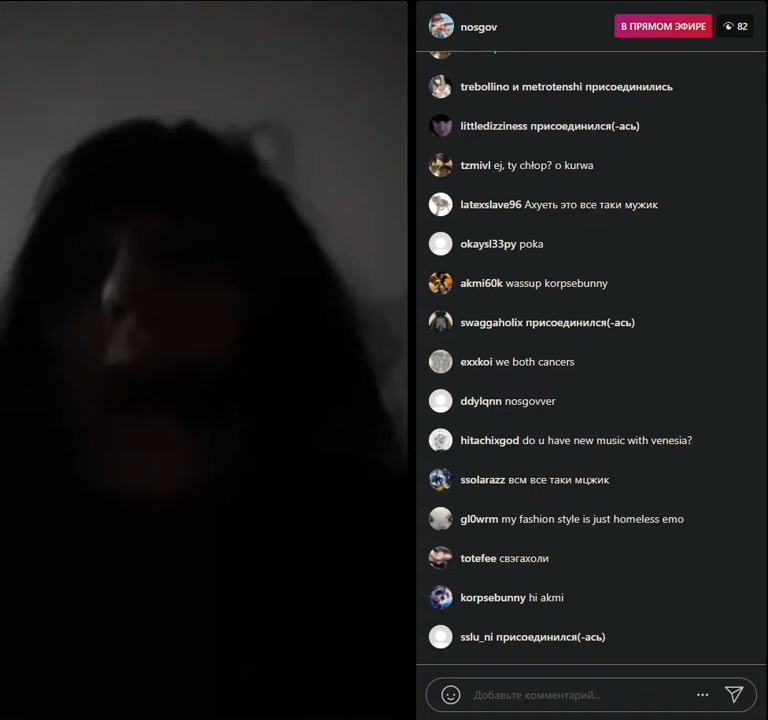 nosgov
В ПРЯМОМ ЭФИРЕ
82
trebollino и metrotenshi присоединились
littledizziness присоединился(-ась)
tzmivl ej, ty chłop? o kurwa
latexslave96 Ахуеть это все таки мужик
okaysl33py poka
akmi60k wassup korpsebunny
swaggaholix присоединился(-ась)
exxkoi we both cancers
ddylqnn nosgovver
hitachixgod do u have new music with venesia?
ssolarazz всм все таки мцжик
gl0wrm my fashion style is just homeless emo
totefee свэгахоли
korpsebunny hi akmi
sslu_ni присоединился(-ась)
Добавьте комментарий...